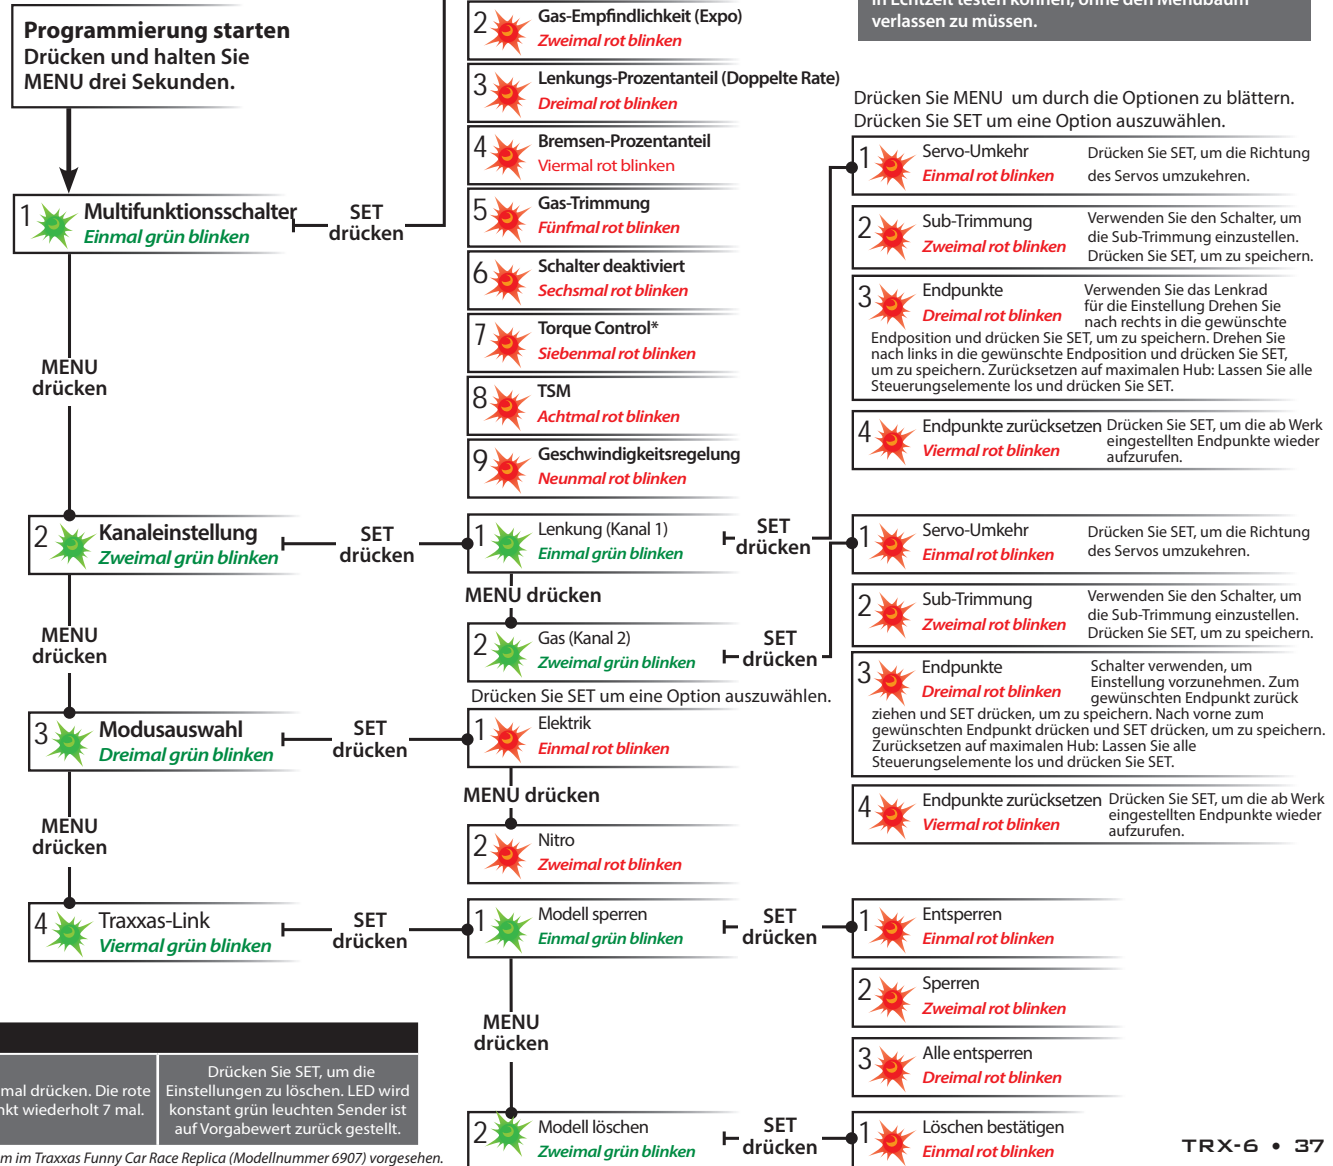 in Echtzeit testen können, ohne den Menübaum
verlassen zu müssen.
Programmierung starten
Drücken und halten Sie
MENU drei Sekunden.
1 Multifunktionsschalter
Einmal grün blinken
SET
drücken
2 Gas-Empfindlichkeit (Expo)
Zweimal rot blinken
3 Lenkungs-Prozentanteil (Doppelte Rate)
Dreimal rot blinken
4 Bremsen-Prozentanteil
Viermal rot blinken
5 Gas-Trimmung
Fünfmal rot blinken
6 Schalter deaktiviert
Sechsmal rot blinken
7 Torque Control*
Siebenmal rot blinken
8 TSM
Achtmal rot blinken
9 Geschwindigkeitsregelung
Neunmal rot blinken
Drücken Sie MENU um durch die Optionen zu blättern.
Drücken Sie SET um eine Option auszuwählen.
1 Servo-Umkehr
Einmal rot blinken
Drücken Sie SET, um die Richtung
des Servos umzukehren.
2 Sub-Trimmung
Zweimal rot blinken
Verwenden Sie den Schalter, um
die Sub-Trimmung einzustellen.
Drücken Sie SET, um zu speichern.
3 Endpunkte
Dreimal rot blinken
Verwenden Sie das Lenkrad
für die Einstellung Drehen Sie
nach rechts in die gewünschte
Endposition und drücken Sie SET, um zu speichern. Drehen Sie
nach links in die gewünschte Endposition und drücken Sie SET,
um zu speichern. Zurücksetzen auf maximalen Hub: Lassen Sie alle
Steuerungselemente los und drücken Sie SET.
4 Endpunkte zurücksetzen
Viermal rot blinken
Drücken Sie SET, um die ab Werk
eingestellten Endpunkte wieder
aufzurufen.
MENU
drücken
2 Kanaleinstellung
Zweimal grün blinken
SET
drücken
1 Lenkung (Kanal 1)
Einmal grün blinken
SET
drücken
MENU drücken
2 Gas (Kanal 2)
Zweimal grün blinken
SET
drücken
1 Servo-Umkehr
Einmal rot blinken
Drücken Sie SET, um die Richtung
des Servos umzukehren.
2 Sub-Trimmung
Zweimal rot blinken
Verwenden Sie den Schalter, um
die Sub-Trimmung einzustellen.
Drücken Sie SET, um zu speichern.
3 Endpunkte
Dreimal rot blinken
Schalter verwenden, um
Einstellung vorzunehmen. Zum
gewünschten Endpunkt zurück
ziehen und SET drücken, um zu speichern. Nach vorne zum
gewünschten Endpunkt drücken und SET drücken, um zu speichern.
Zurücksetzen auf maximalen Hub: Lassen Sie alle
Steuerungselemente los und drücken Sie SET.
4 Endpunkte zurücksetzen
Viermal rot blinken
Drücken Sie SET, um die ab Werk
eingestellten Endpunkte wieder
aufzurufen.
MENU
drücken
Drücken Sie SET um eine Option auszuwählen.
3 Modusauswahl
Dreimal grün blinken
SET
drücken
1 Elektrik
Einmal rot blinken
MENU drücken
2 Nitro
Zweimal rot blinken
MENU
drücken
4 Traxxas-Link
Viermal grün blinken
SET
drücken
1 Modell sperren
Einmal grün blinken
SET
drücken
1 Entsperren
Einmal rot blinken
2 Sperren
Zweimal rot blinken
3 Alle entsperren
Dreimal rot blinken
MENU
drücken
2 Modell löschen
Zweimal grün blinken
SET
drücken
1 Löschen bestätigen
Einmal rot blinken
mal drücken. Die rote
nkt wiederholt 7 mal.
Drücken Sie SET, um die
Einstellungen zu löschen. LED wird
konstant grün leuchten Sender ist
auf Vorgabewert zurück gestellt.
m im Traxxas Funny Car Race Replica (Modellnummer 6907) vorgesehen.
TRX-6 • 37